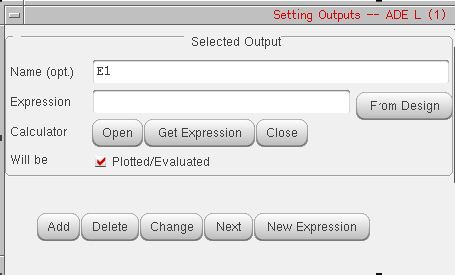 Setting Outputs -- ADE L (1)
Selected Output
Name (opt.) E1
Expression From Design
Calculator Open Get Expression Close
Will be Plotted/Evaluated
Add Delete Change Next New Expression